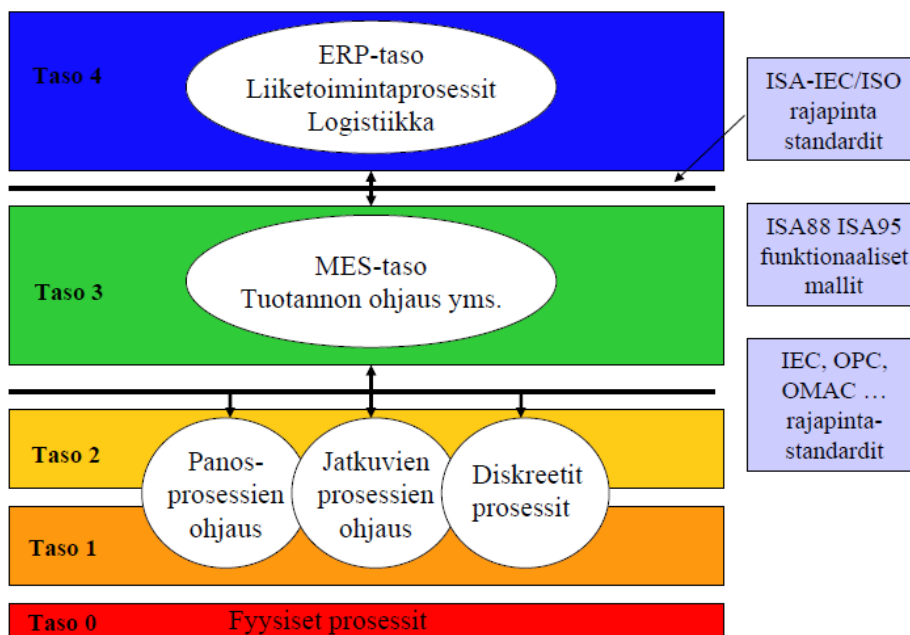 Taso 4
ERP-taso
Liiketoimintaprosessit
Logistiikka
ISA-IEC/ISO
rajapinta
standardit
Taso 3
MES-taso
Tuotannon ohjaus yms.
ISA88 ISA95
funktionaaliset
mallit
IEC, OPC,
OMAC …
rajapinta-
standardit
Taso 2
Panos-
prosessien
ohjaus
Jatkuvien
prosessien
ohjaus
Diskreetit
prosessit
Taso 1
Taso 0
Fyysiset prosessit